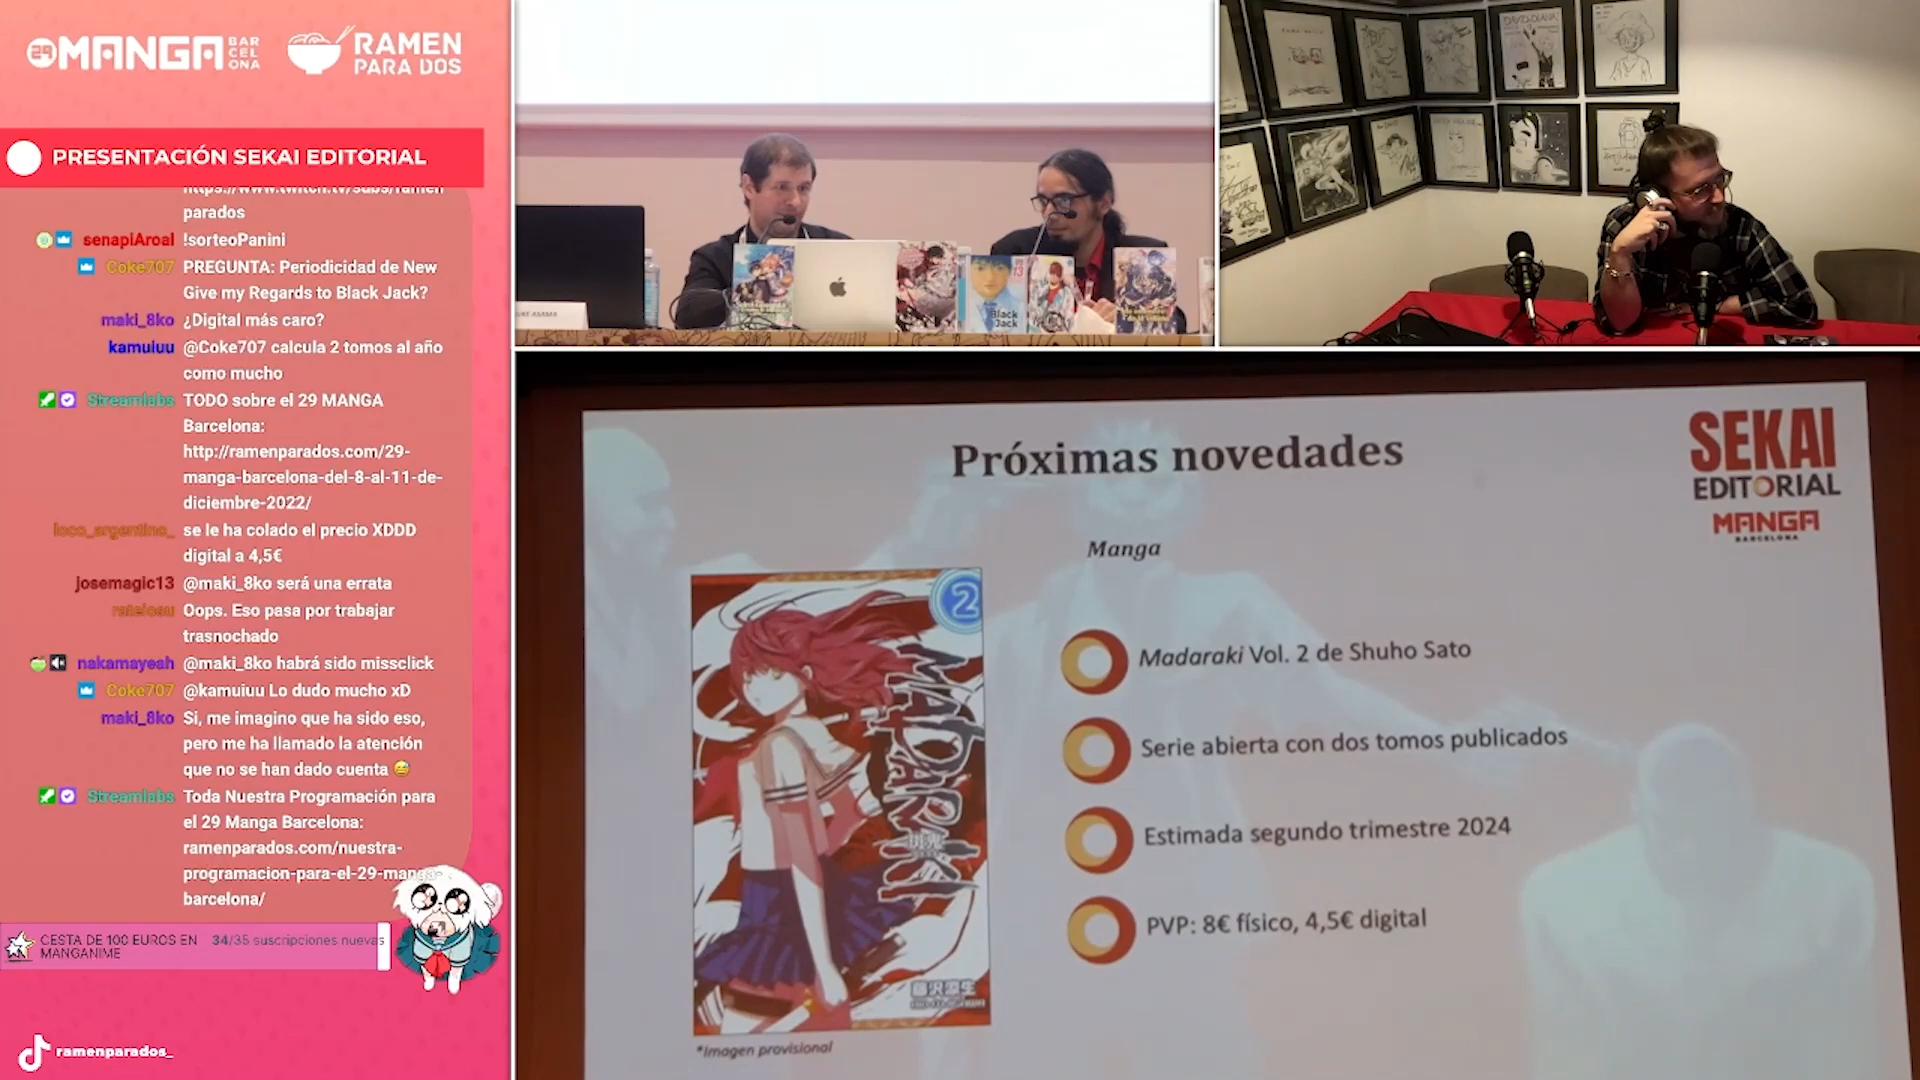 29 MANGA BARCELONA
RAMEN PARA DOS
PRESENTACIÓN SEKAI EDITORIAL
https://www.twitch.tv/subs/ramen
parados
senapiAroal !sorteoPanini
Coke707 PREGUNTA: Periodicidad de New
Give my Regards to Black Jack?
maki_8ko ¿Digital más caro?
kamuiuu @Coke707 calcula 2 tomos al año
como mucho
Streamlabs TODO sobre el 29 MANGA
Barcelona:
http://ramenparados.com/29-
manga-barcelona-del-8-al-11-de-
diciembre-2022/
loco_argentino_ se le ha colado el precio XDDD
digital a 4,5€
josemagic13 @maki_8ko será una errata
Oops. Eso pasa por trabajar
trasnochado
nakamayeah @maki_8ko habrá sido missclick
Coke707 @kamuiuu Lo dudo mucho xD
maki_8ko Si, me imagino que ha sido eso,
pero me ha llamado la atención
que no se han dado cuenta
Streamlabs Toda Nuestra Programación para
el 29 Manga Barcelona:
ramenparados.com/nuestra-
programacion-para-el-29-manga-
barcelona/
CESTA DE 100 EUROS EN
MANGANIME
34/35 suscripciones nuevas
ramenparados_
Black
Jack
Próximas novedades
SEKAI
EDITORIAL
MANGA
BARCELONA
Manga
2
MADARAKI
Madaraki Vol. 2 de Shuho Sato
Serie abierta con dos tomos publicados
Estimada segundo trimestre 2024
PVP: 8€ físico, 4,5€ digital
*Imagen provisional